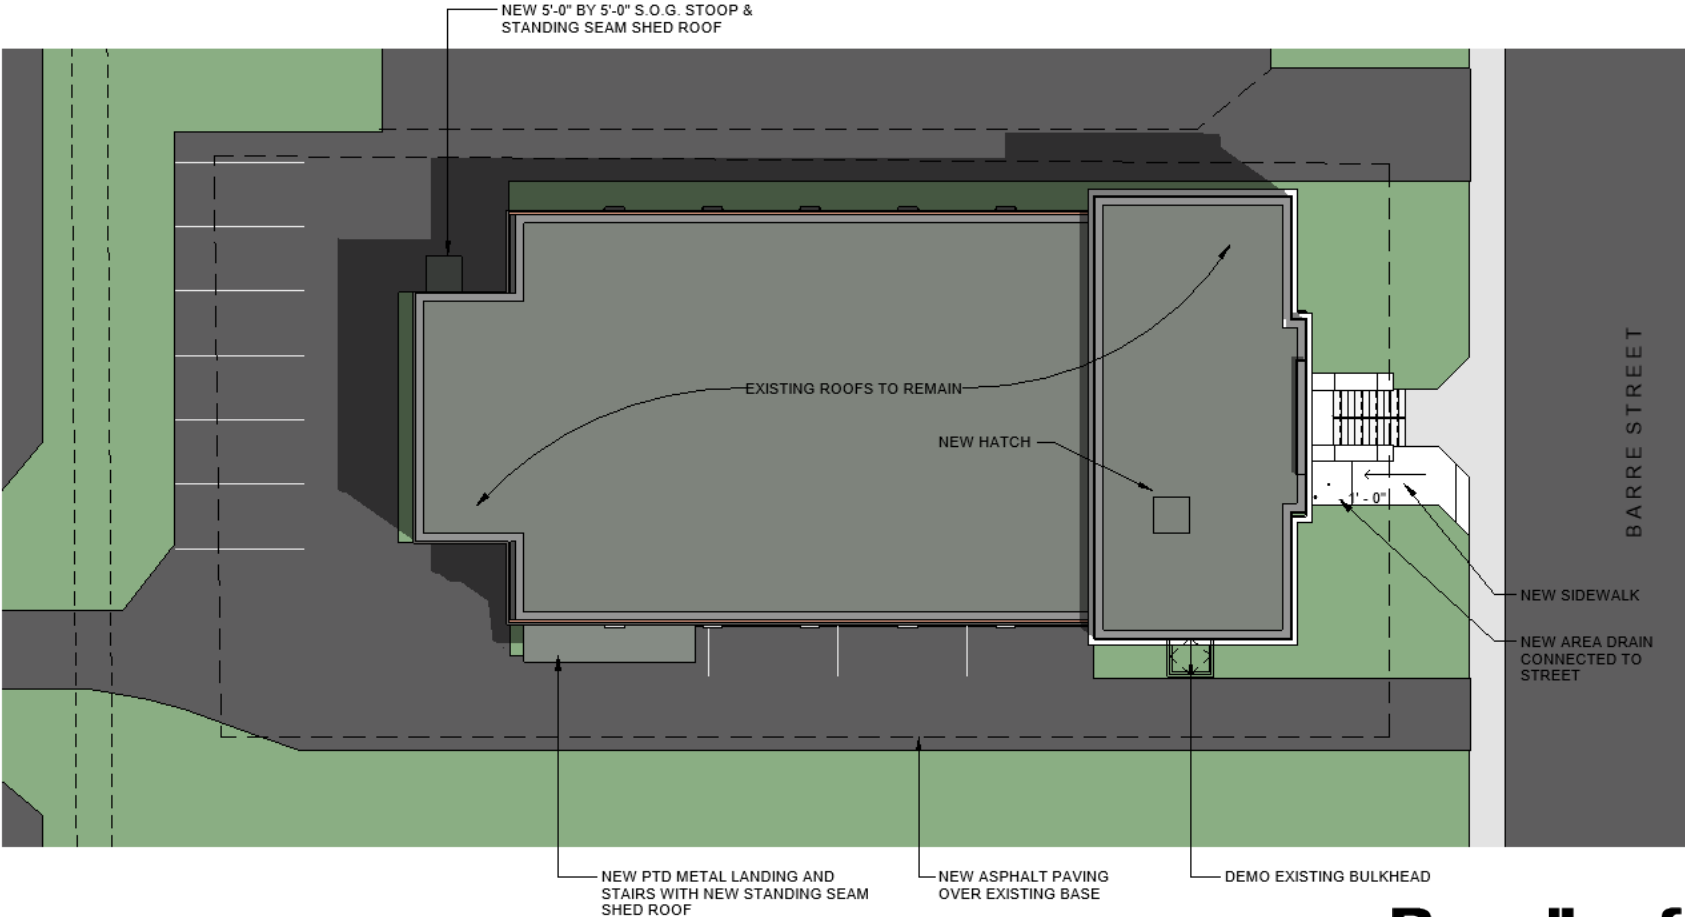 NEW 5'-0" BY 5'-0" S.O.G. STOOP &
STANDING SEAM SHED ROOF
EXISTING ROOFS TO REMAIN
NEW HATCH
1' - 0"
BARRE STREET
NEW SIDEWALK
NEW AREA DRAIN
CONNECTED TO
STREET
NEW PTD METAL LANDING AND
STAIRS WITH NEW STANDING SEAM
SHED ROOF
NEW ASPHALT PAVING
OVER EXISTING BASE
DEMO EXISTING BULKHEAD